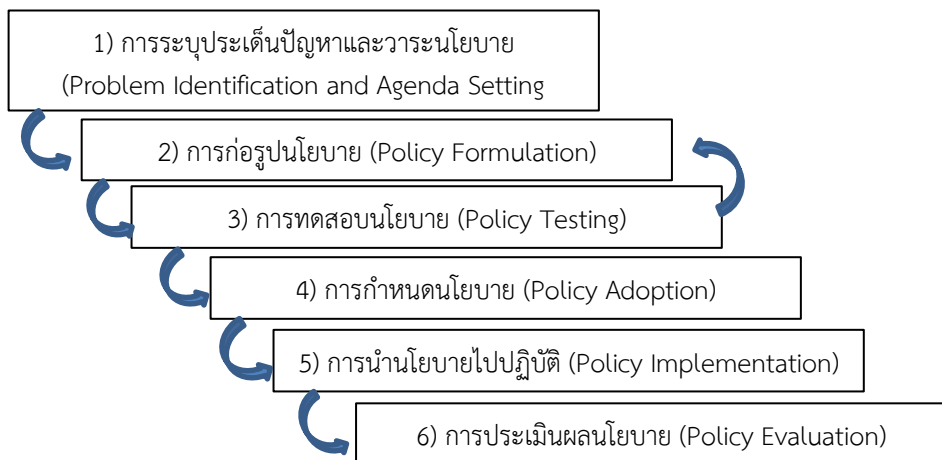 1) การระบุประเด็นปัญหาและวาระนโยบาย
(Problem Identification and Agenda Setting
2) การก่อรูปนโยบาย (Policy Formulation)
3) การทดสอบนโยบาย (Policy Testing)
4) การกำหนดนโยบาย (Policy Adoption)
5) การนำนโยบายไปปฏิบัติ (Policy Implementation)
6) การประเมินผลนโยบาย (Policy Evaluation)